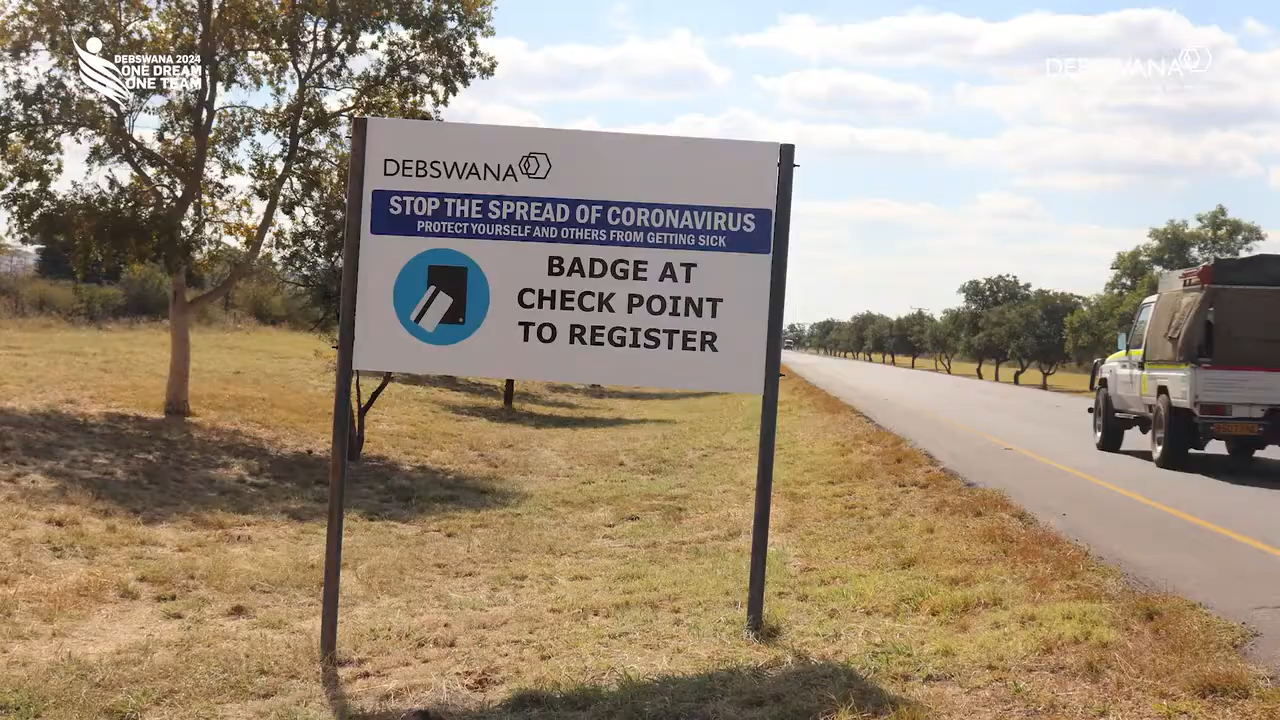 DEBSWANA 2024
ONE DREAM
ONE TEAM
DEBSWANA
DEBSWANA
STOP THE SPREAD OF CORONAVIRUS
PROTECT YOURSELF AND OTHERS FROM GETTING SICK
BADGE AT
CHECK POINT
TO REGISTER